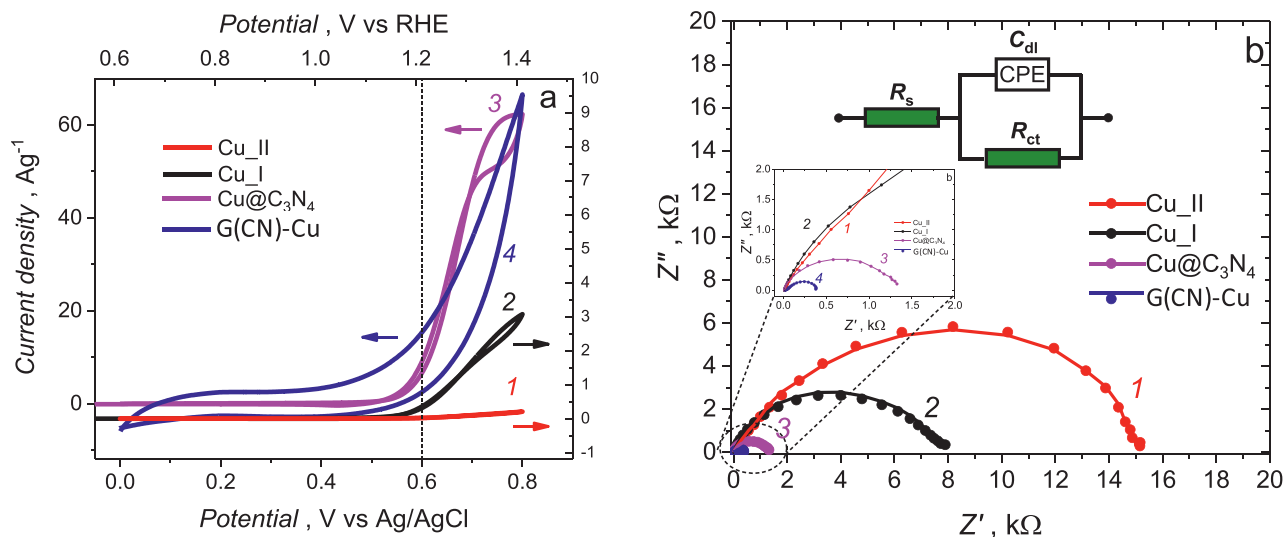 Potential , V vs RHE
0.6 0.8 1.0 1.2 1.4
a
Current density , Ag⁻¹
60
40
20
0
10
9
8
7
6
5
4
3
2
1
0
-1
Cu_II
Cu_I
Cu@C₃N₄
G(CN)-Cu
3
4
2
1
0.0 0.2 0.4 0.6 0.8
Potential , V vs Ag/AgCl
b
Z″, kΩ
20
18
16
14
12
10
8
6
4
2
0
C_dl
CPE
R_s
R_ct
Cu_II
Cu_I
Cu@C₃N₄
G(CN)-Cu
1
2
3
0 2 4 6 8 10 12 14 16 18 20
Z′, kΩ
Z″, kΩ
2.0
1.5
1.0
0.5
0.0
2
1
3
4
Cu_II
Cu_I
Cu@C₃N₄
G(CN)-Cu
0.0 0.5 1.0 1.5 2.0
Z′, kΩ